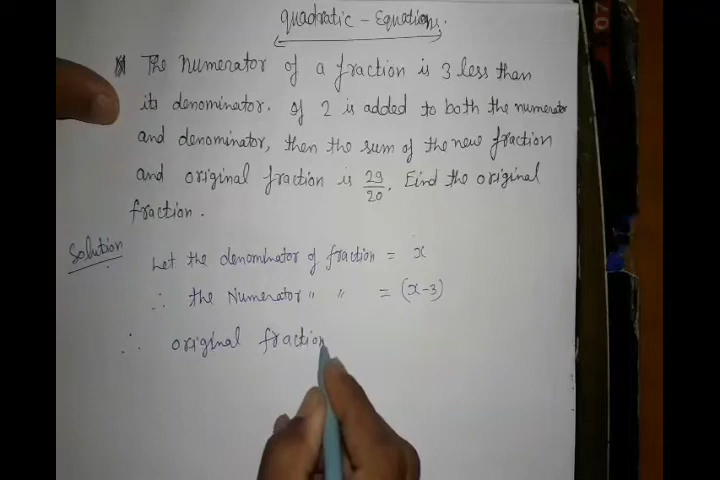 Quadratic - Equations.
The Numerator of a fraction is 3 less than
its denominator. If 2 is added to both the numerator
and denominator, then the sum of the new fraction
and original fraction is 29/20. Find the original
fraction.
Solution
Let the denominator of fraction = x
∴ the Numerator " " = (x-3)
∴ original fraction
07